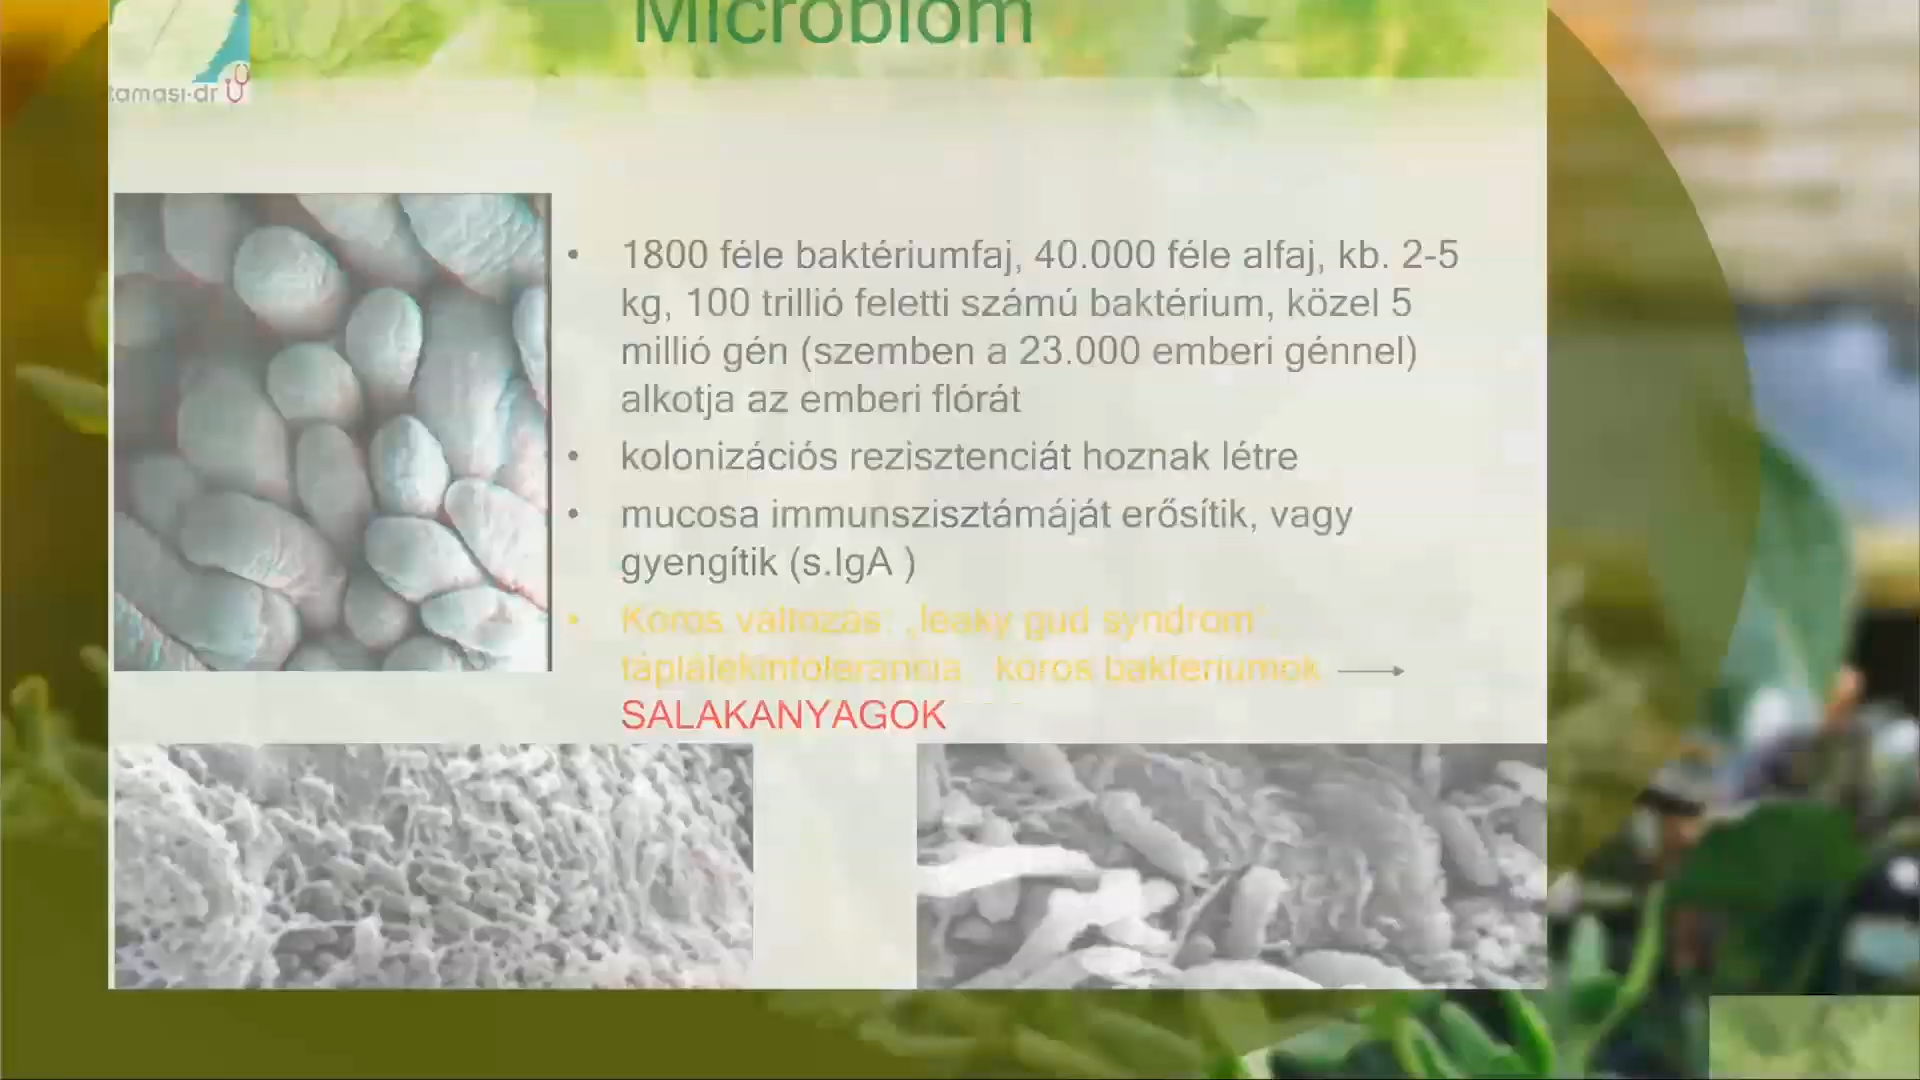 Microbiom
tamasi-dr
• 1800 féle baktériumfaj, 40.000 féle alfaj, kb. 2-5
kg, 100 trillió feletti számú baktérium, közel 5
millió gén (szemben a 23.000 emberi génnel)
alkotja az emberi flórát
• kolonizációs rezisztenciát hoznak létre
• mucosa immunszisztámáját erősítik, vagy
gyengítik (s.IgA )
• Kóros változás: „leaky gud syndrom”
táplálékintolerancia kóros baktériumok
SALAKANYAGOK